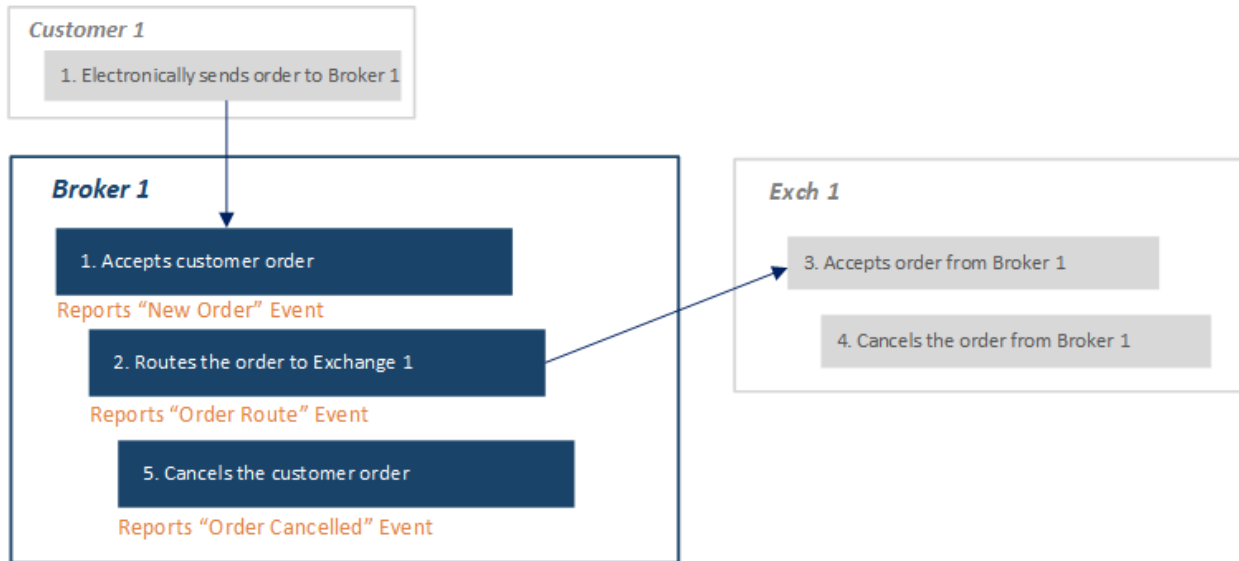 Customer 1
1. Electronically sends order to Broker 1
Broker 1
1. Accepts customer order
Reports “New Order” Event
2. Routes the order to Exchange 1
Reports “Order Route” Event
5. Cancels the customer order
Reports “Order Cancelled” Event
Exch 1
3. Accepts order from Broker 1
4. Cancels the order from Broker 1